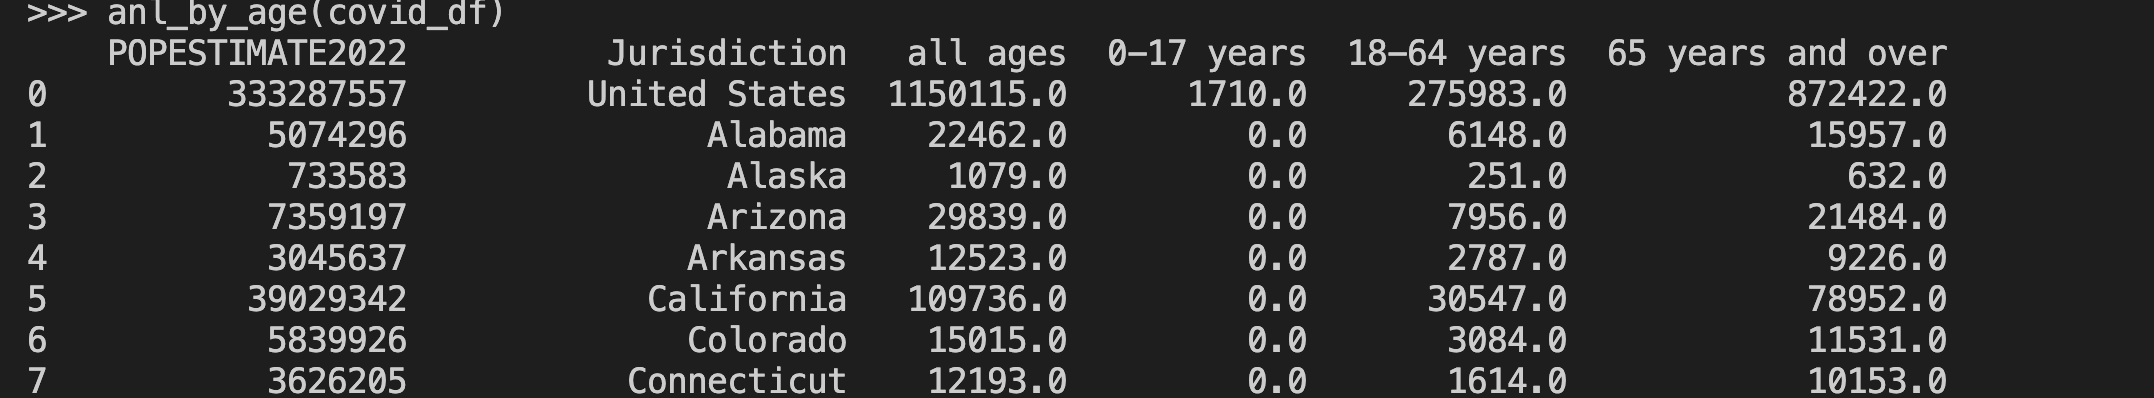 >>> anl_by_age(covid_df)
POPESTIMATE2022 Jurisdiction all ages 0-17 years 18-64 years 65 years and over
0 333287557 United States 1150115.0 1710.0 275983.0 872422.0
1 5074296 Alabama 22462.0 0.0 6148.0 15957.0
2 733583 Alaska 1079.0 0.0 251.0 632.0
3 7359197 Arizona 29839.0 0.0 7956.0 21484.0
4 3045637 Arkansas 12523.0 0.0 2787.0 9226.0
5 39029342 California 109736.0 0.0 30547.0 78952.0
6 5839926 Colorado 15015.0 0.0 3084.0 11531.0
7 3626205 Connecticut 12193.0 0.0 1614.0 10153.0